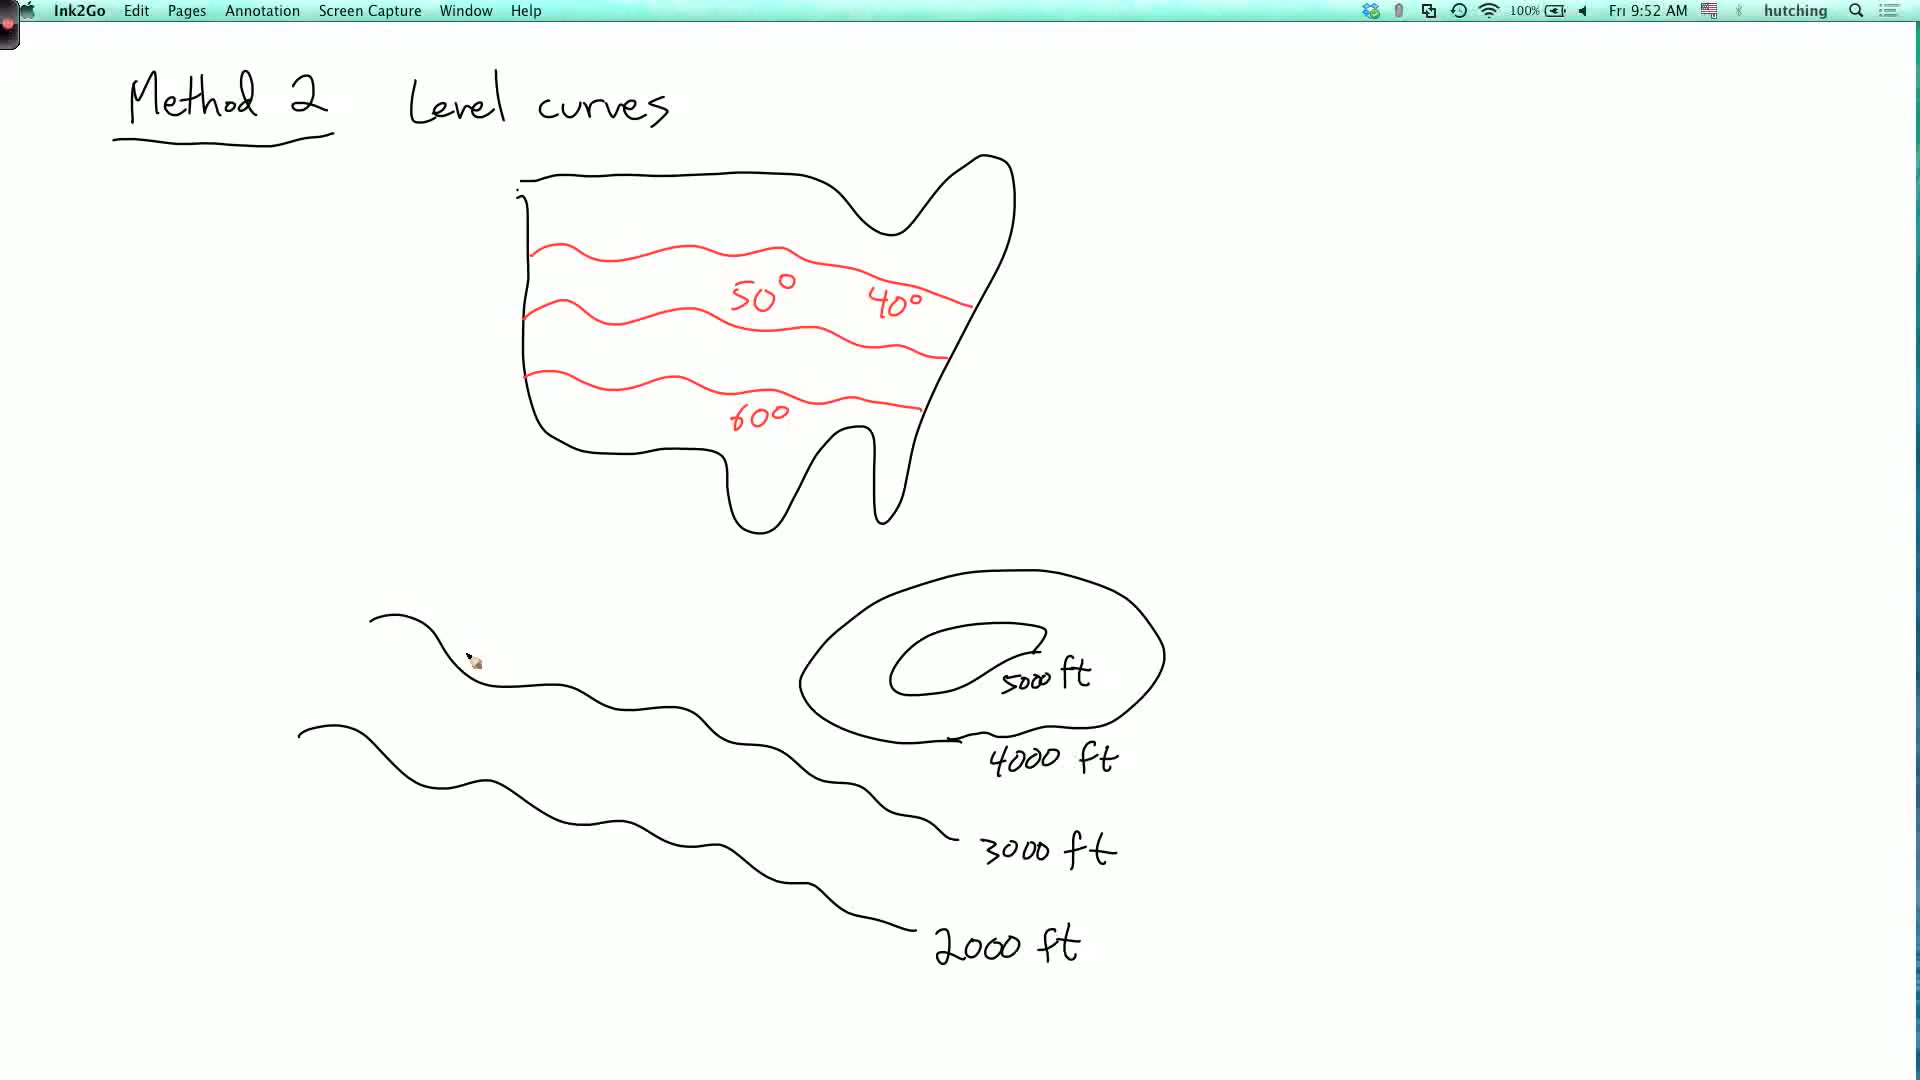 Ink2Go Edit Pages Annotation Screen Capture Window Help 100% Fri 9:52 AM hutching
Method 2 Level curves
50° 40°
60°
5000 ft
4000 ft
3000 ft
2000 ft